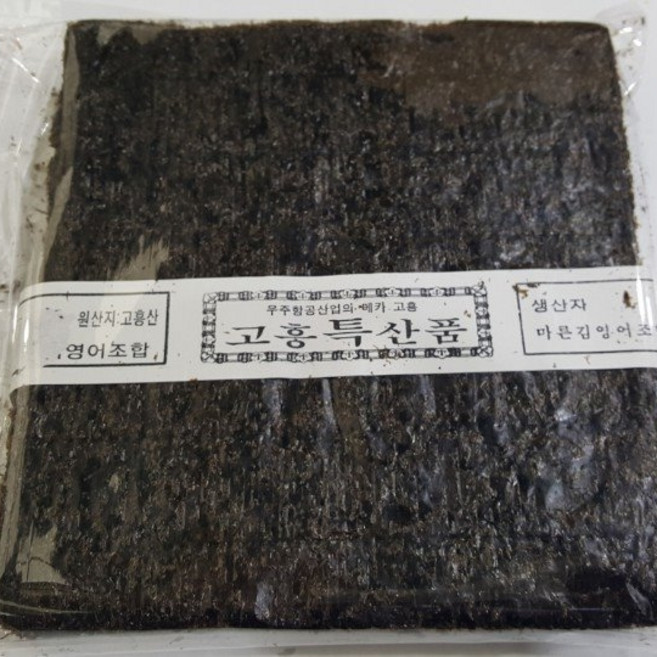 원산지:고흥산
영어조합
우주항공산업의 메카 고흥
고흥특산품
생산자
마른김영어조